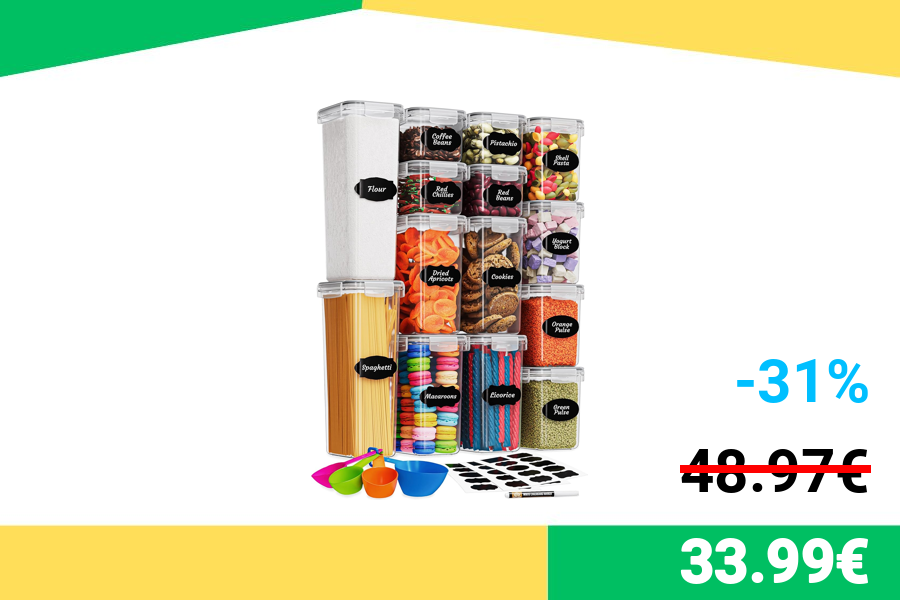 Coffee
Beans
Pistachio
Shell
Pasta
Flour
Red
Chillies
Red
Beans
Yogurt
Block
Dried
Apricots
Cookies
Orange
Pulse
Spaghetti
Macaroons
Licorice
Green
Pulse
-31%
48.97€
33.99€